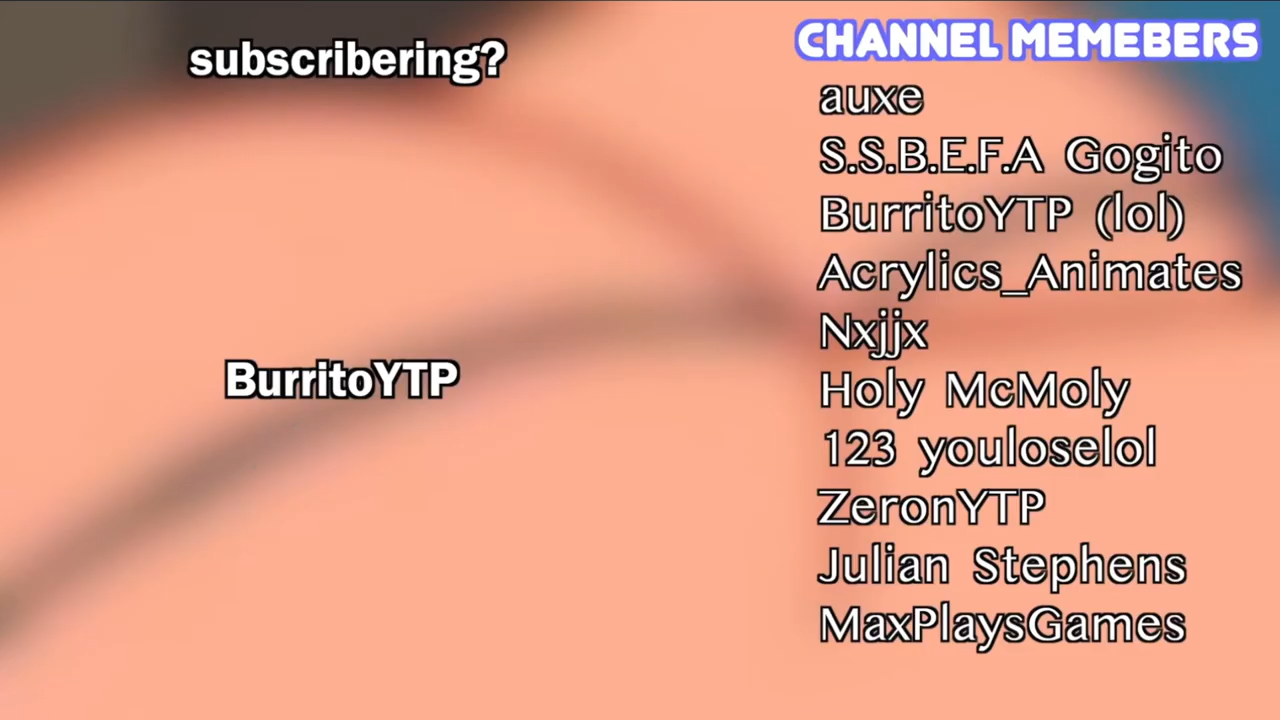 subscribering?
BurritoYTP
CHANNEL MEMEBERS
auxe
S.S.B.E.F.A Gogito
BurritoYTP (lol)
Acrylics_Animates
Nxjjx
Holy McMoly
123 youloselol
ZeronYTP
Julian Stephens
MaxPlaysGames